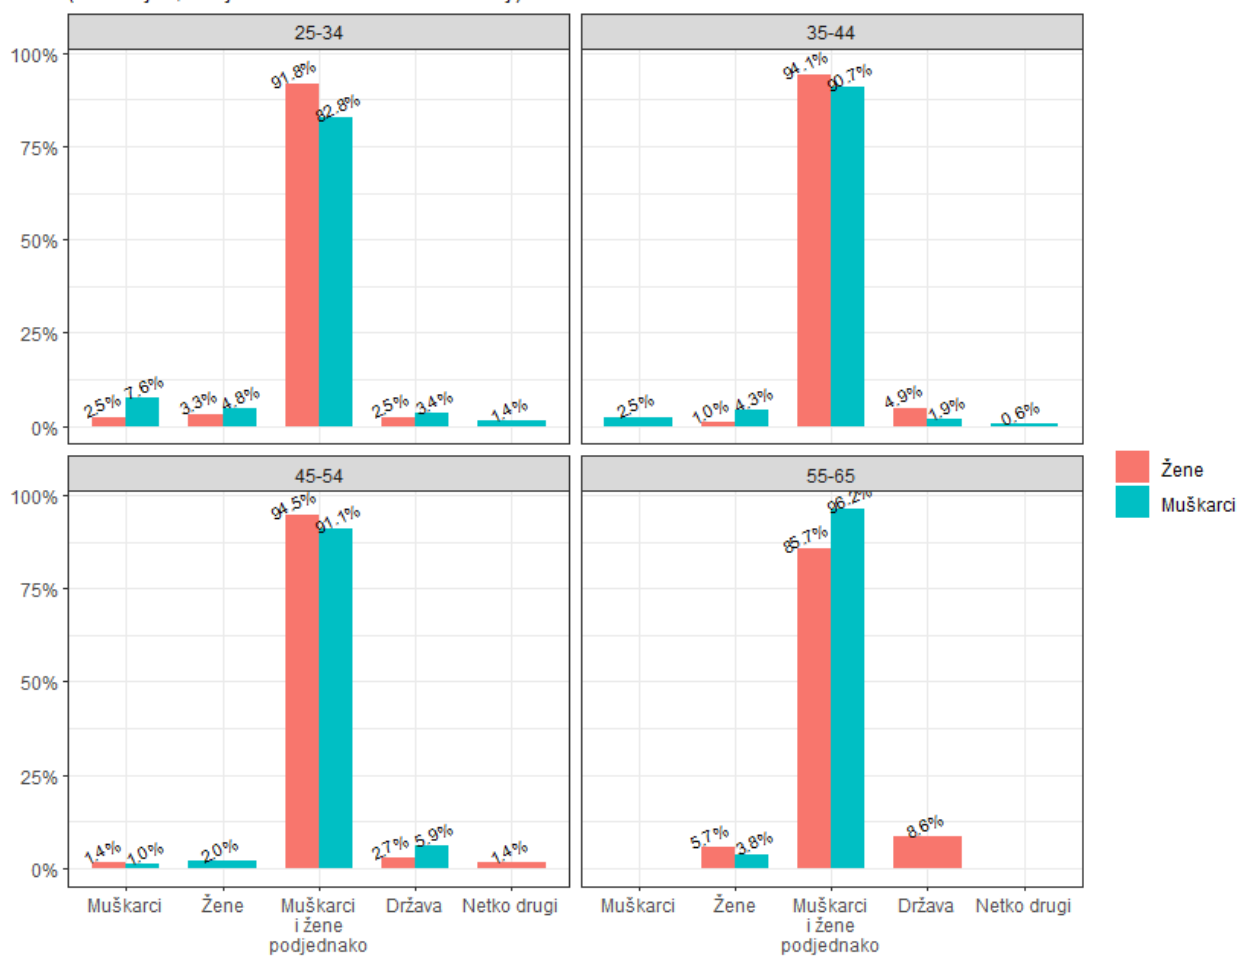 25-34
35-44
100%
75%
50%
25%
0%
2.5% 7.6% 3.3% 4.8% 91.8% 82.8% 2.5% 3.4% 1.4%
2.5% 1.0% 4.3% 94.1% 90.7% 4.9% 1.9% 0.6%
45-54
55-65
100%
75%
50%
25%
0%
1.4% 1.0% 2.0% 94.5% 91.1% 2.7% 5.9% 1.4%
5.7% 3.8% 85.7% 96.2% 8.6%
Muškarci Žene Muškarci Država Netko drugi
i žene
podjednako
Muškarci Žene Muškarci Država Netko drugi
i žene
podjednako
Žene
Muškarci